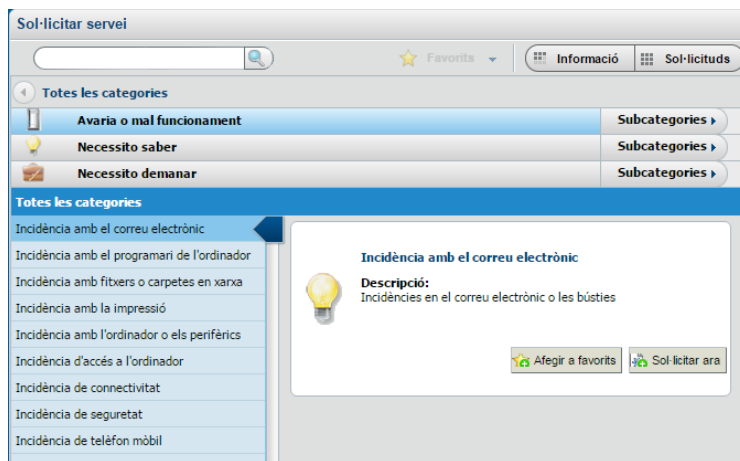 Sol·licitar servei
Favorits
Informació
Sol·licituds
Totes les categories
Avaria o mal funcionament
Subcategories
Necessito saber
Subcategories
Necessito demanar
Subcategories
Totes les categories
Incidència amb el correu electrònic
Incidència amb el programari de l'ordinador
Incidència amb fitxers o carpetes en xarxa
Incidència amb la impressió
Incidència amb l'ordinador o els perifèrics
Incidència d'accés a l'ordinador
Incidència de connectivitat
Incidència de seguretat
Incidència de telèfon mòbil
Incidència amb el correu electrònic
Descripció:
Incidències en el correu electrònic o les bústies
Afegir a favorits
Sol·licitar ara